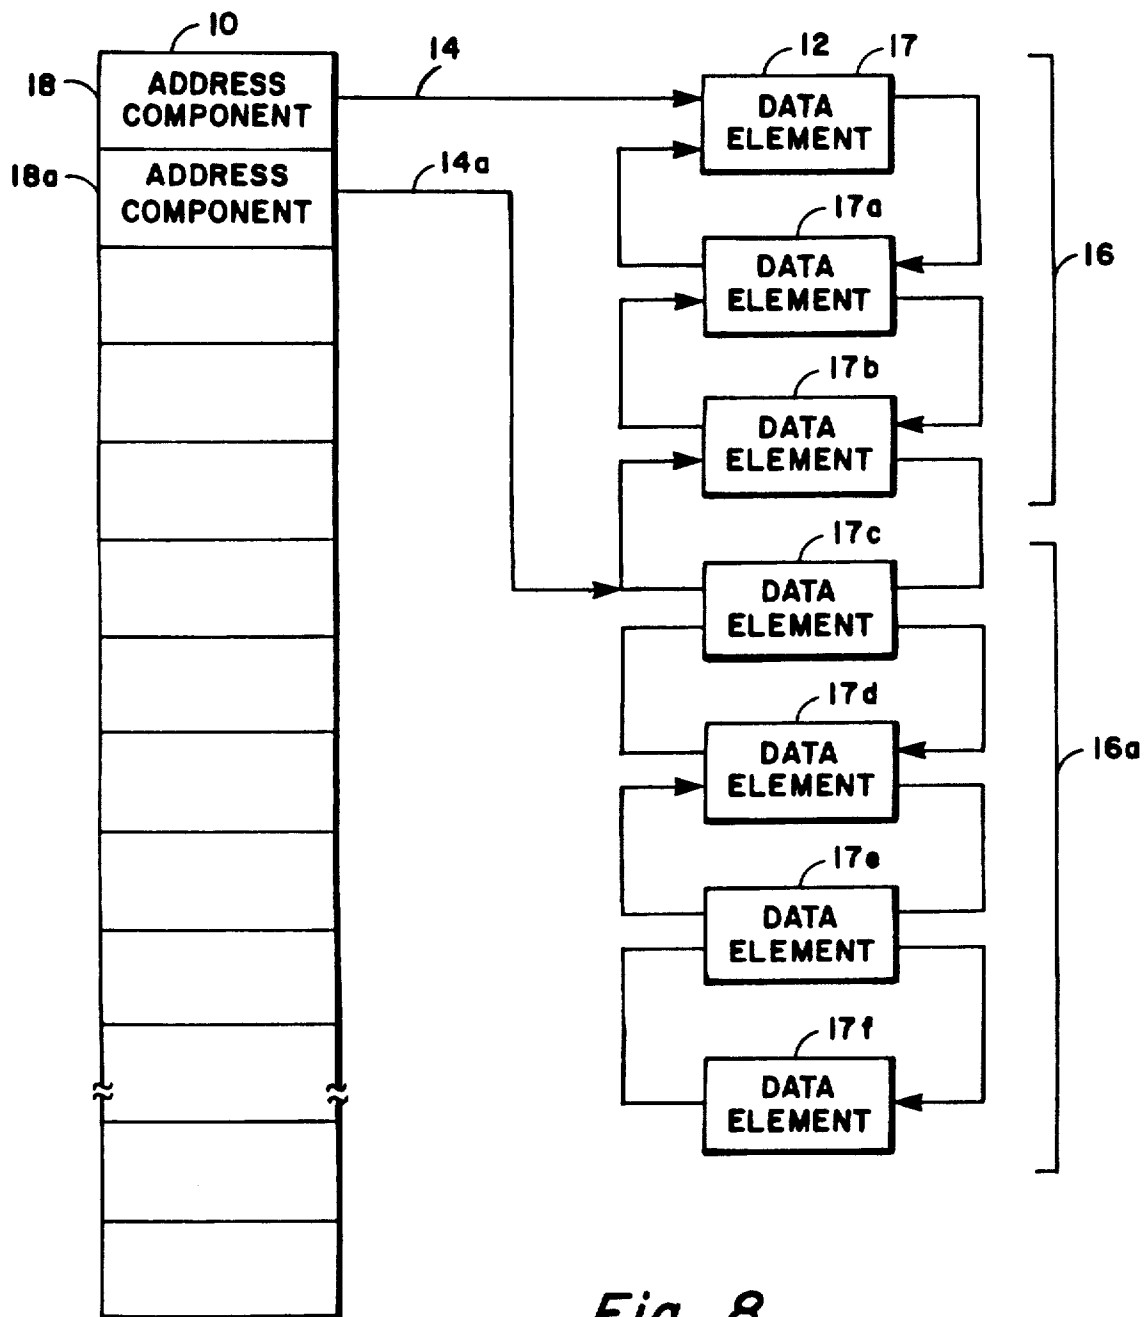 10
14
12
17
18
ADDRESS
COMPONENT
DATA
ELEMENT
18a
ADDRESS
COMPONENT
14a
17a
DATA
ELEMENT
16
17b
DATA
ELEMENT
17c
DATA
ELEMENT
17d
DATA
ELEMENT
16a
17e
DATA
ELEMENT
17f
DATA
ELEMENT
Fig. 8